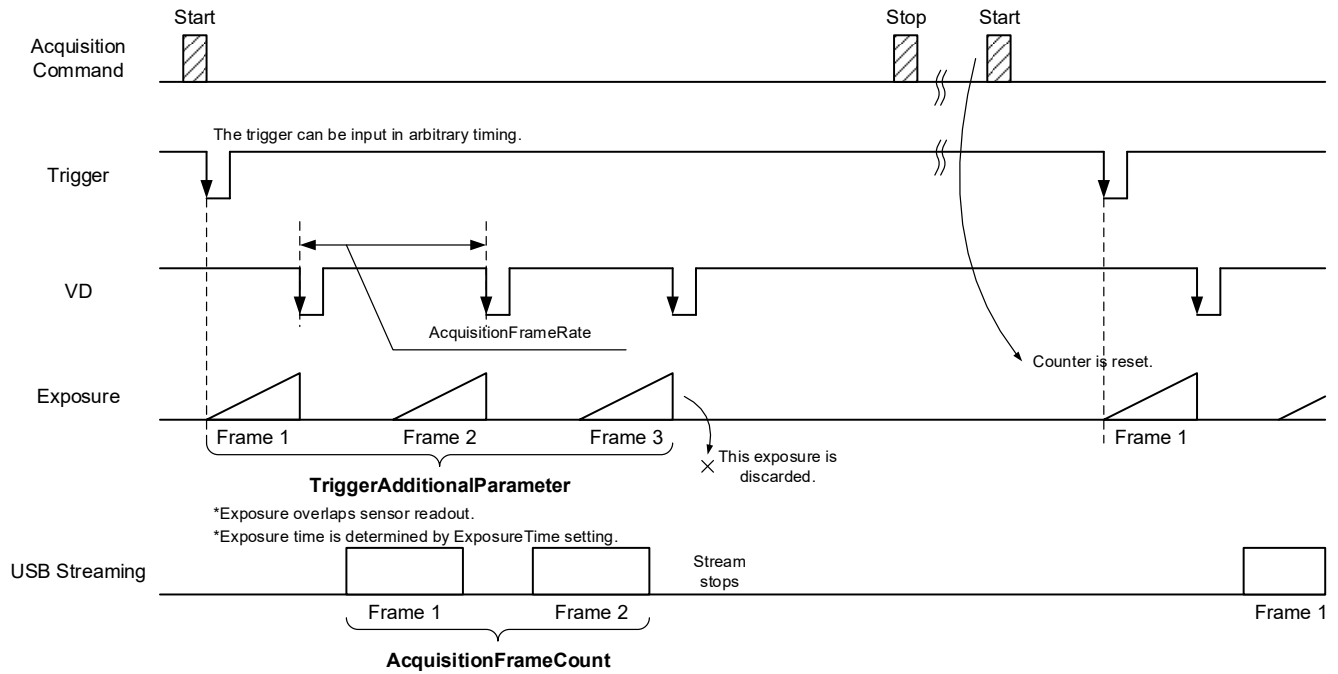 Start
Stop
Start
Acquisition
Command
The trigger can be input in arbitrary timing.
Trigger
VD
AcquisitionFrameRate
Counter is reset.
Exposure
Frame 1
Frame 2
Frame 3
Frame 1
This exposure is
discarded.
TriggerAdditionalParameter
*Exposure overlaps sensor readout.
*Exposure time is determined by ExposureTime setting.
USB Streaming
Stream
stops
Frame 1
Frame 2
Frame 1
AcquisitionFrameCount